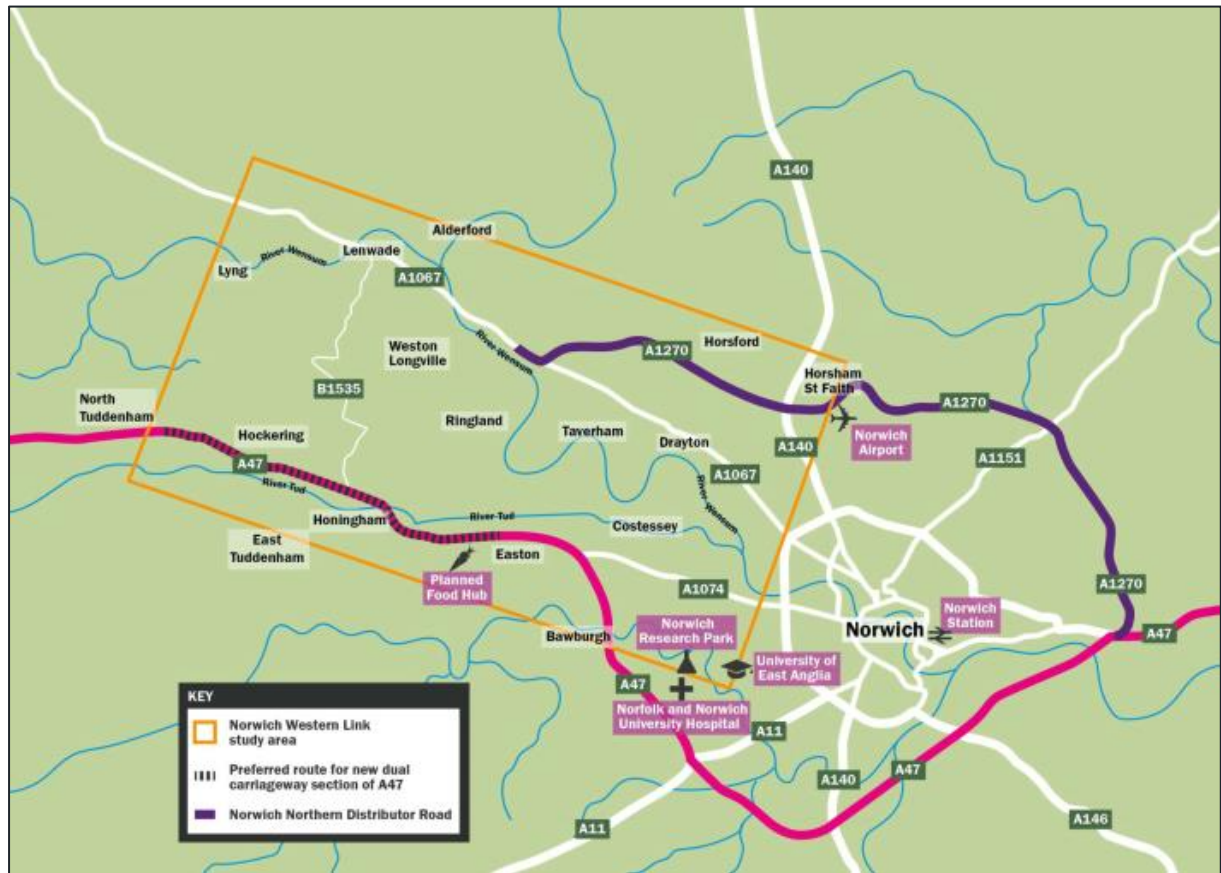 A140
Alderford
Lenwade
River Wensum
Lyng
A1067
Weston
Longville
River Wensum
A1270
Horsford
Horsham
St Faith
A1270
B1535
North
Tuddenham
Ringland
Hockering
Taverham
Drayton
A140
Norwich
Airport
A1151
A47
River Tud
A1067
River Wensum
Honingham
River Tud
Costessey
East
Tuddenham
Easton
Planned
Food Hub
A1074
A1270
Norwich
Station
Norwich
Research Park
Bawburgh
Norwich
A47
University of
East Anglia
A47
Norfolk and Norwich
University Hospital
A11
A140
A47
A11
A146
KEY
Norwich Western Link
study area
Preferred route for new dual
carriageway section of A47
Norwich Northern Distributor Road